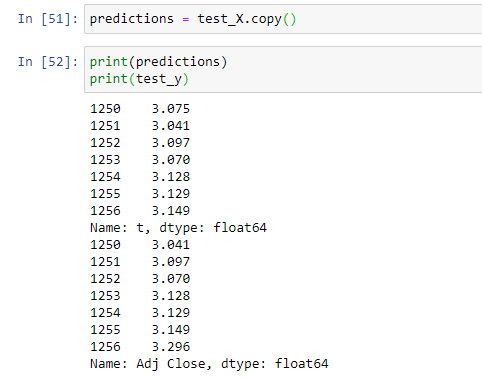 In [51]: predictions = test_X.copy()
In [52]: print(predictions)
print(test_y)
1250    3.075
1251    3.041
1252    3.097
1253    3.070
1254    3.128
1255    3.129
1256    3.149
Name: t, dtype: float64
1250    3.041
1251    3.097
1252    3.070
1253    3.128
1254    3.129
1255    3.149
1256    3.296
Name: Adj Close, dtype: float64